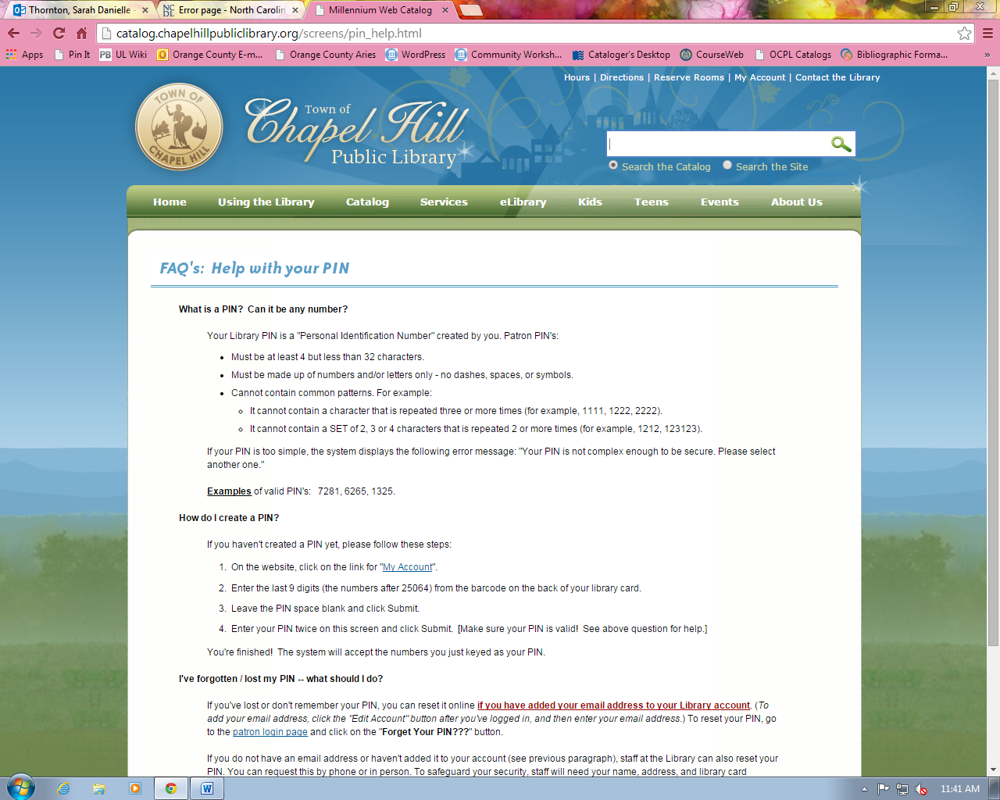 Thornton, Sarah Danielle -
Error page - North Carolin
Millennium Web Catalog
catalog.chapelhillpubliclibrary.org/screens/pin_help.html
Apps Pin It UL Wiki Orange County E-m... Orange County Aries WordPress Community Worksh... Cataloger's Desktop CourseWeb OCPL Catalogs Bibliographic Forma... »
Hours | Directions | Reserve Rooms | My Account | Contact the Library
TOWN OF
CHAPEL HILL
Town of
Chapel Hill
Public Library
Search the Catalog Search the Site
Home Using the Library Catalog Services eLibrary Kids Teens Events About Us
FAQ's: Help with your PIN
What is a PIN? Can it be any number?
Your Library PIN is a "Personal Identification Number" created by you. Patron PIN's:
• Must be at least 4 but less than 32 characters.
• Must be made up of numbers and/or letters only - no dashes, spaces, or symbols.
• Cannot contain common patterns. For example:
◦ It cannot contain a character that is repeated three or more times (for example, 1111, 1222, 2222).
◦ It cannot contain a SET of 2, 3 or 4 characters that is repeated 2 or more times (for example, 1212, 123123).
If your PIN is too simple, the system displays the following error message: "Your PIN is not complex enough to be secure. Please select
another one."
Examples of valid PIN's: 7281, 6265, 1325.
How do I create a PIN?
If you haven't created a PIN yet, please follow these steps:
1. On the website, click on the link for "My Account".
2. Enter the last 9 digits (the numbers after 25064) from the barcode on the back of your library card.
3. Leave the PIN space blank and click Submit.
4. Enter your PIN twice on this screen and click Submit. [Make sure your PIN is valid! See above question for help.]
You're finished! The system will accept the numbers you just keyed as your PIN.
I've forgotten / lost my PIN -- what should I do?
If you've lost or don't remember your PIN, you can reset it online if you have added your email address to your Library account. (To
add your email address, click the "Edit Account" button after you've logged in, and then enter your email address.) To reset your PIN, go
to the patron login page and click on the "Forget Your PIN???" button.
If you do not have an email address or haven't added it to your account (see previous paragraph), staff at the Library can also reset your
PIN. You can request this by phone or in person. To safeguard your security, staff will need your name, address, and library card
11:41 AM